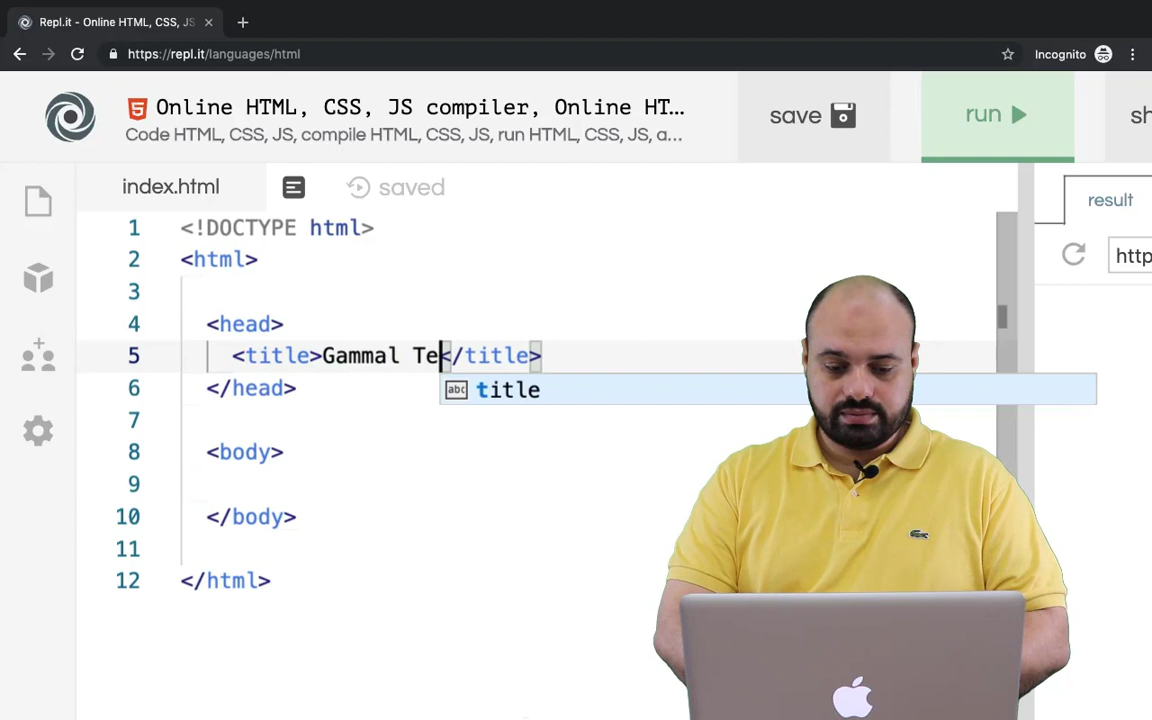 Repl.it - Online HTML, CSS, JS
https://repl.it/languages/html
Incognito
Online HTML, CSS, JS compiler, Online HT...
Code HTML, CSS, JS, compile HTML, CSS, JS, run HTML, CSS, JS, a...
save
run
sh
index.html
saved
result
http
1 <!DOCTYPE html>
2 <html>
3
4 <head>
5 <title>Gammal Te</title>
abc title
6 </head>
7
8 <body>
9
10 </body>
11
12 </html>